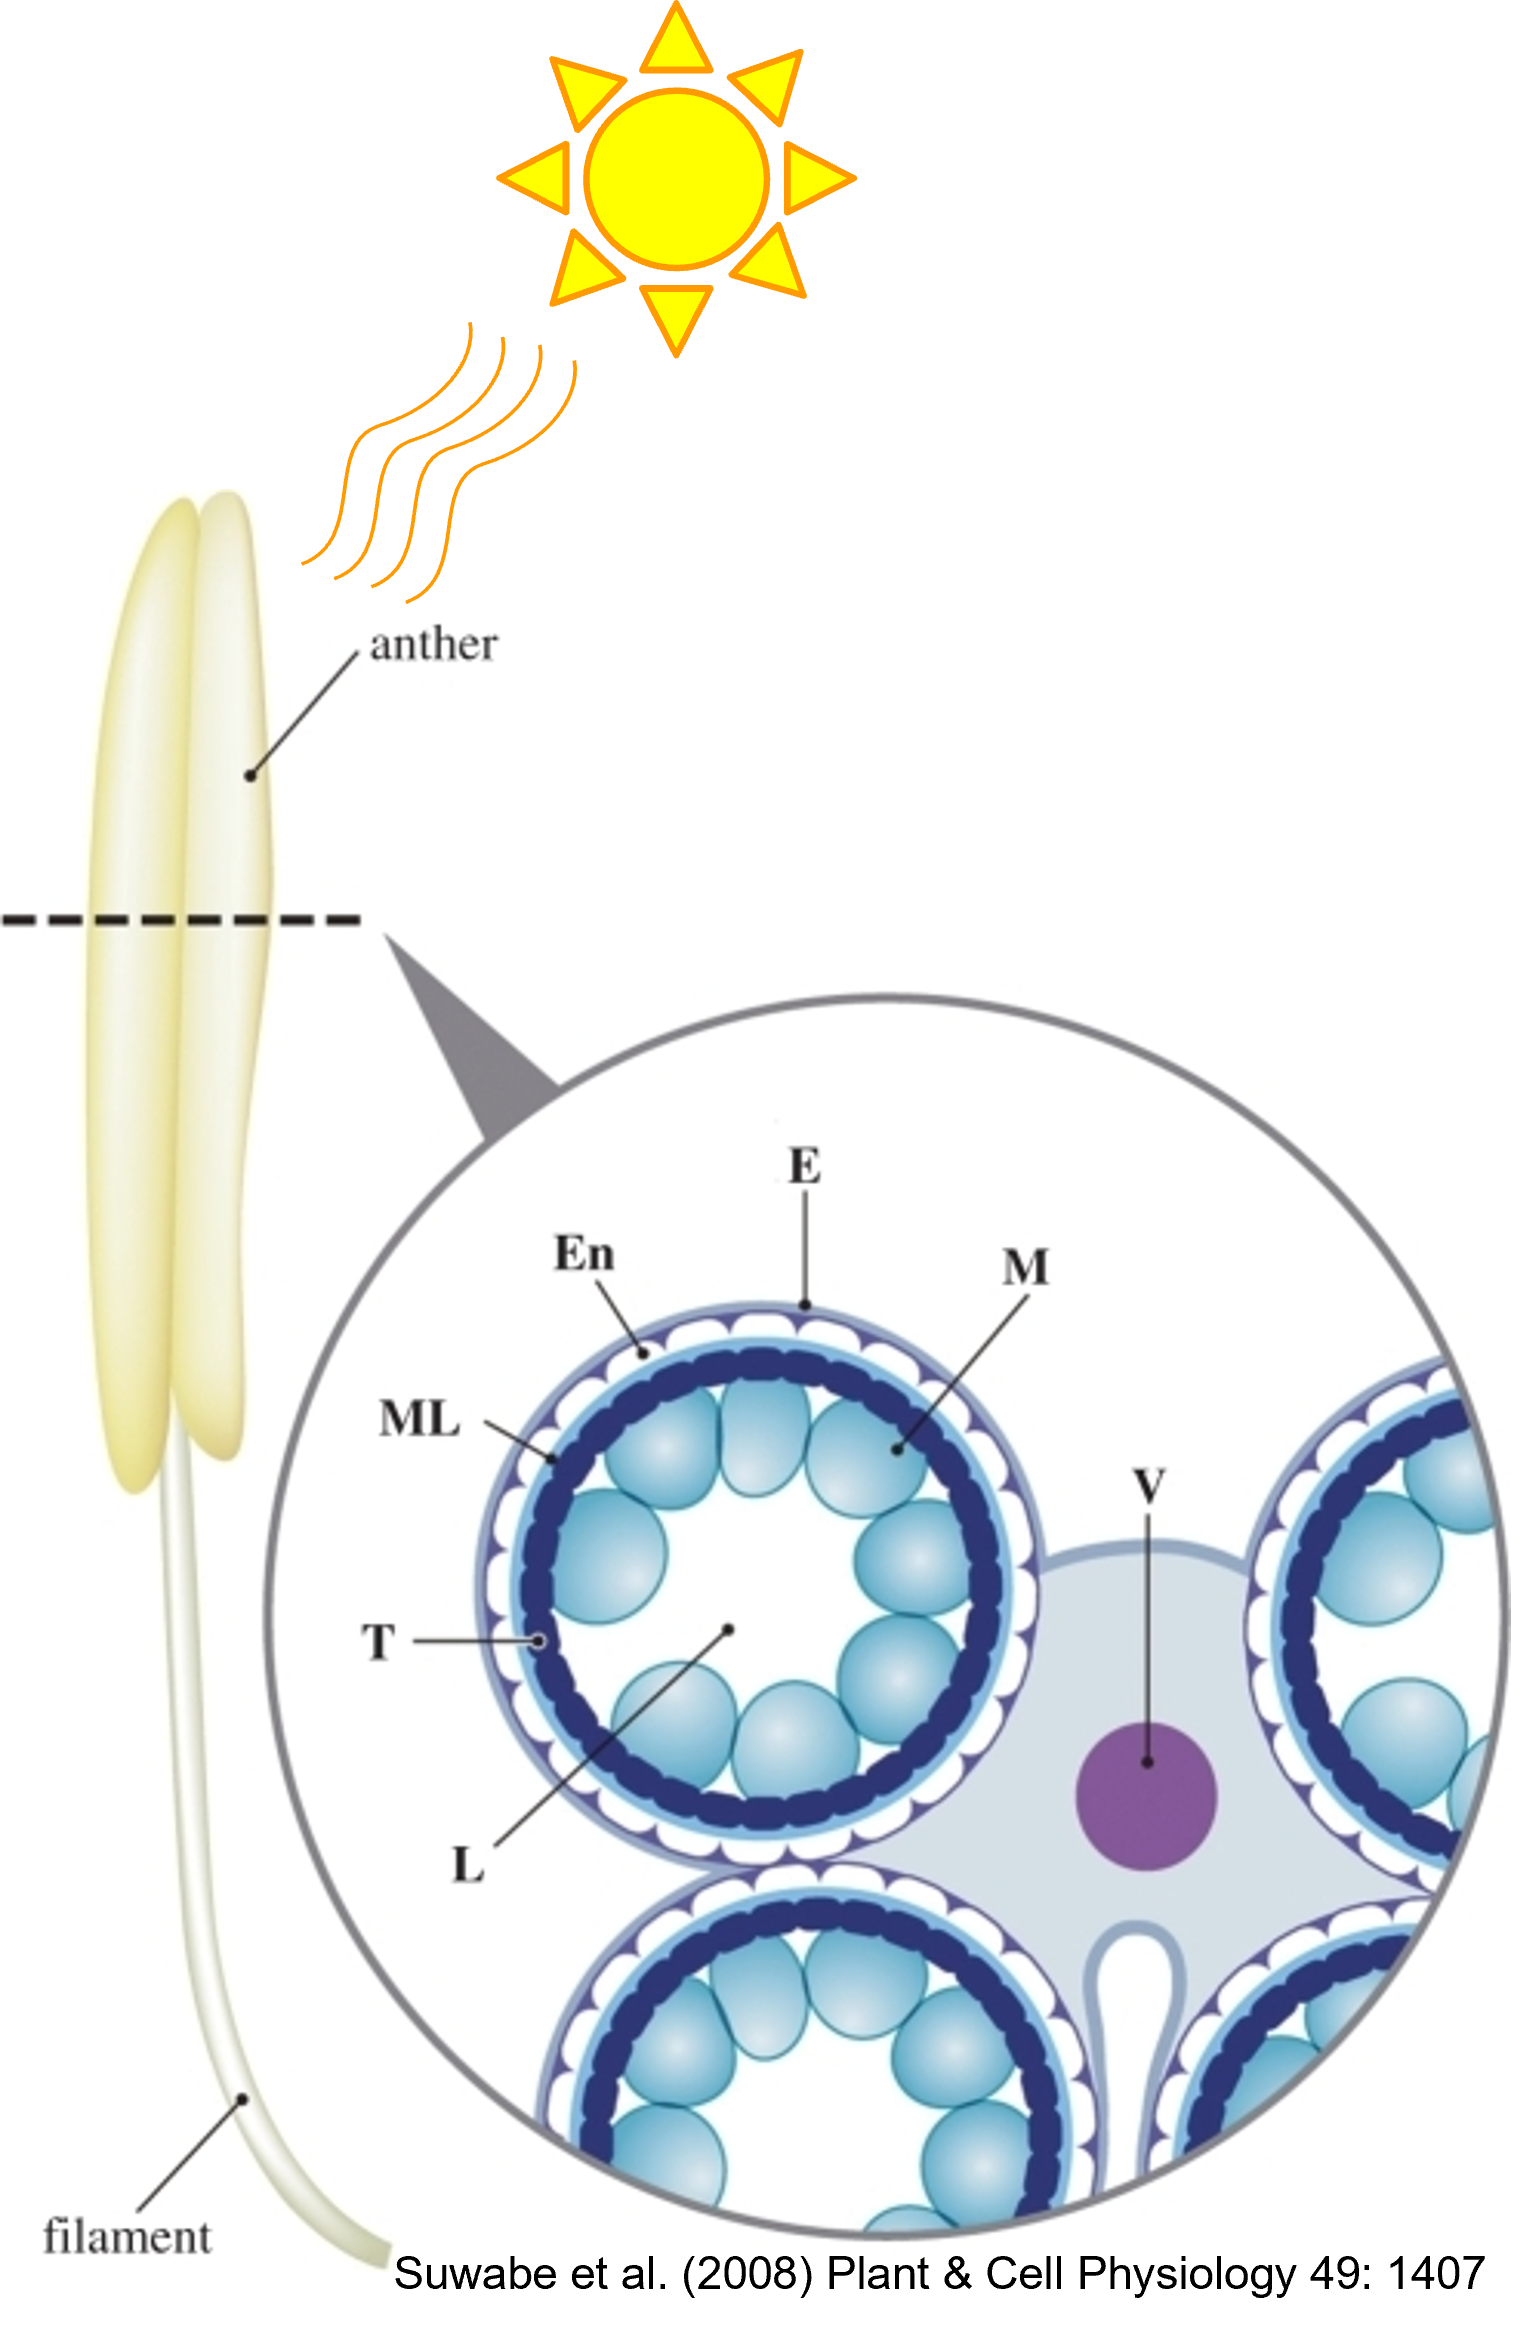 anther
E
En
M
ML
V
T
L
filament
Suwabe et al. (2008) Plant & Cell Physiology 49: 1407